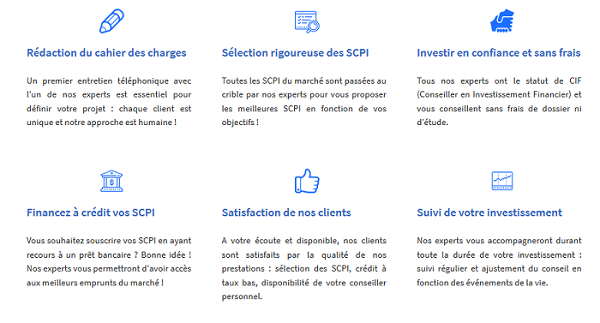 Rédaction du cahier des charges
Un premier entretien téléphonique avec
l'un de nos experts est essentiel pour
définir votre projet : chaque client est
unique et notre approche est humaine !
Sélection rigoureuse des SCPI
Toutes les SCPI du marché sont passées au
crible par nos experts pour vous proposer
les meilleures SCPI en fonction de vos
objectifs !
Investir en confiance et sans frais
Tous nos experts ont le statut de CIF
(Conseiller en Investissement Financier) et
vous conseillent sans frais de dossier ni
d'étude.
Financez à crédit vos SCPI
Vous souhaitez souscrire vos SCPI en ayant
recours à un prêt bancaire ? Bonne idée !
Nos experts vous permettront d'avoir accès
aux meilleurs emprunts du marché !
Satisfaction de nos clients
A votre écoute et disponible, nos clients
sont satisfaits par la qualité de nos
prestations : sélection des SCPI, crédit à
taux bas, disponibilité de votre conseiller
personnel.
Suivi de votre investissement
Nos experts vous accompagneront durant
toute la durée de votre investissement :
suivi régulier et ajustement du conseil en
fonction des événements de la vie.